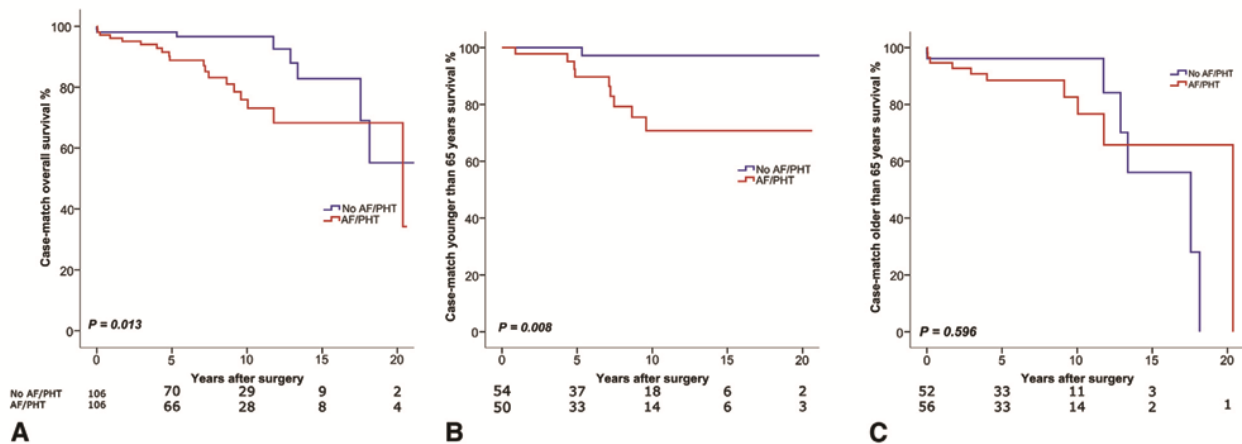 Case-match overall survival %
100
80
60
40
20
0
No AF/PHT
AF/PHT
P = 0.013
0 5 10 15 20
Years after surgery
No AF/PHT 106 70 29 9 2
AF/PHT 106 66 28 8 4
A
Case-match younger than 65 years survival %
100
80
60
40
20
0
No AF/PHT
AF/PHT
P = 0.008
0 5 10 15 20
Years after surgery
54 37 18 6 2
50 33 14 6 3
B
Case-match older than 65 years survival %
100
80
60
40
20
0
No AF/PHT
AF/PHT
P = 0.596
0 5 10 15 20
Years after surgery
52 33 11 3
56 33 14 2 1
C